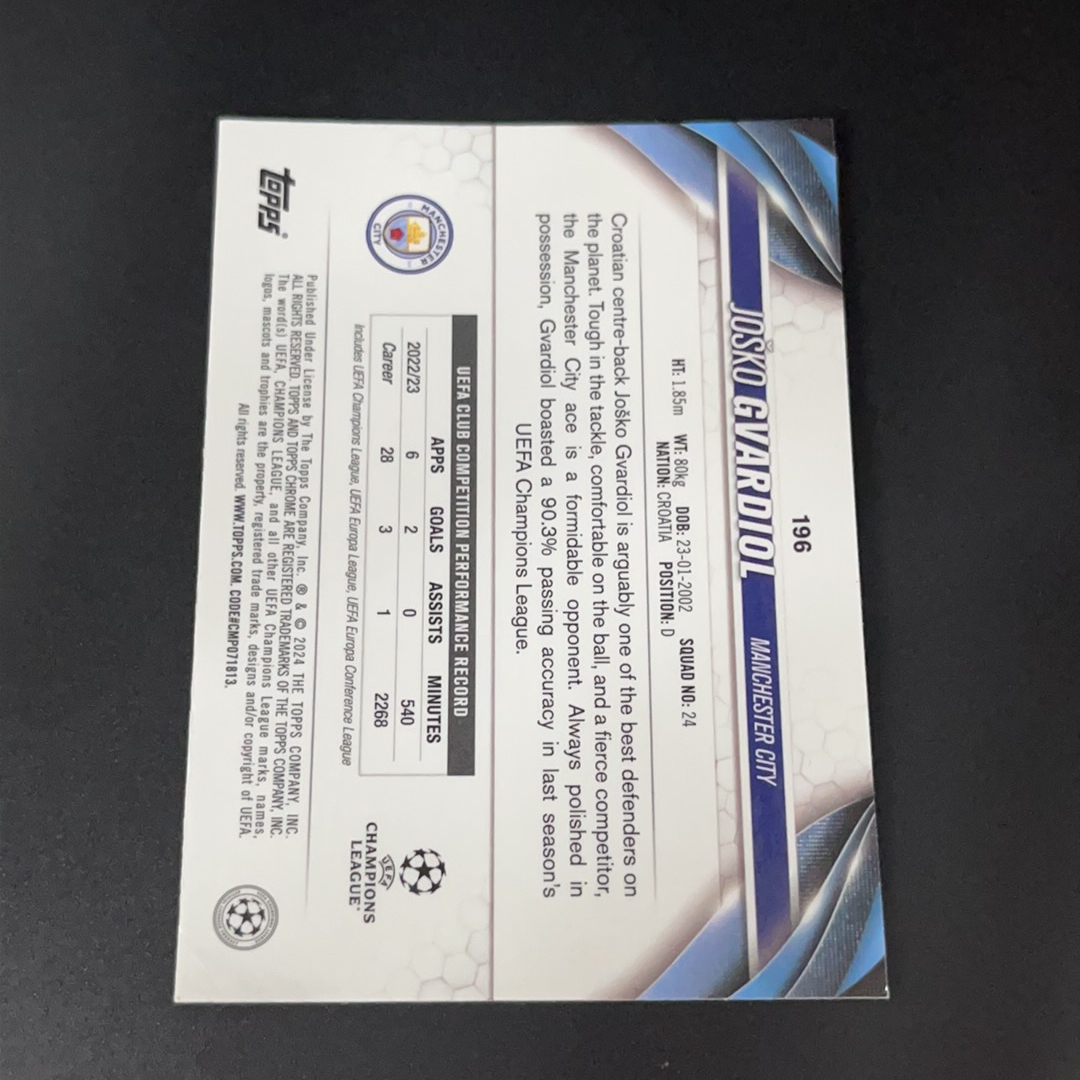 196
JOŠKO GVARDIOL MANCHESTER CITY
HT: 1.85m WT: 80kg DOB: 23-01-2002 SQUAD NO: 24
NATION: CROATIA POSITION: D
Croatian centre-back Joško Gvardiol is arguably one of the best defenders on
the planet. Tough in the tackle, comfortable on the ball, and a fierce competitor,
the Manchester City ace is a formidable opponent. Always polished in
possession, Gvardiol boasted a 90.3% passing accuracy in last season's
UEFA Champions League.
MANCHESTER
CITY
UEFA CLUB COMPETITION PERFORMANCE RECORD
APPS GOALS ASSISTS MINUTES
2022/23 6 2 0 540
Career 28 3 1 2268
Includes UEFA Champions League, UEFA Europa League, UEFA Europa Conference League
UEFA
CHAMPIONS
LEAGUE
topps®
Published Under License by The Topps Company, Inc. ® & © 2024 THE TOPPS COMPANY, INC.
ALL RIGHTS RESERVED. TOPPS AND TOPPS CHROME ARE REGISTERED TRADEMARKS OF THE TOPPS COMPANY, INC.
The word(s) UEFA, CHAMPIONS LEAGUE, and all other UEFA Champions League marks, names,
logos, mascots and trophies are the property, registered trade marks, designs and/or copyright of UEFA.
All rights reserved. WWW.TOPPS.COM. CODE#CMP071813.